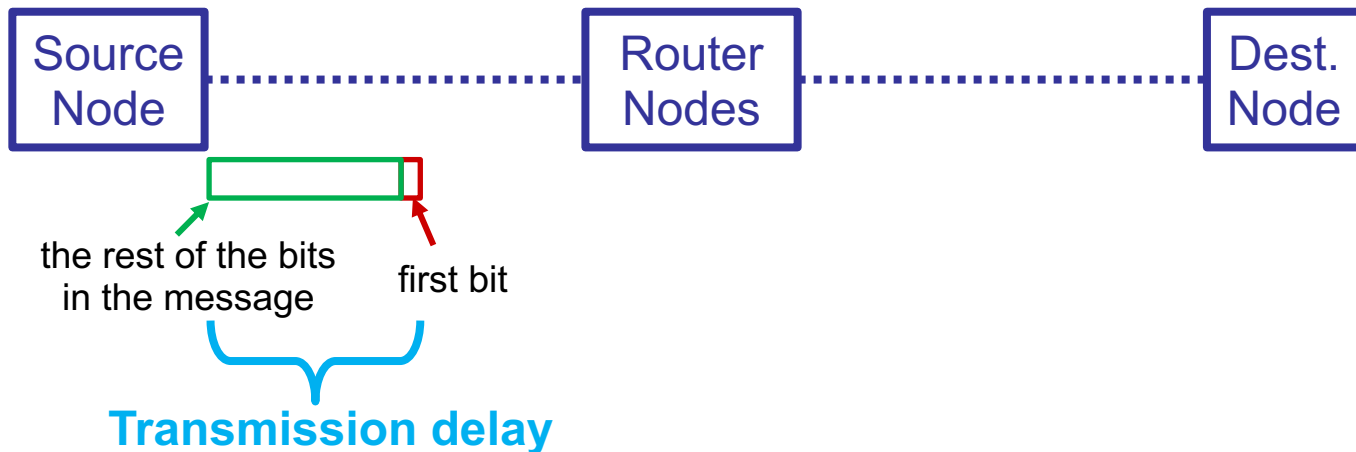 Source
Node
Router
Nodes
Dest.
Node
the rest of the bits
in the message
first bit
Transmission delay